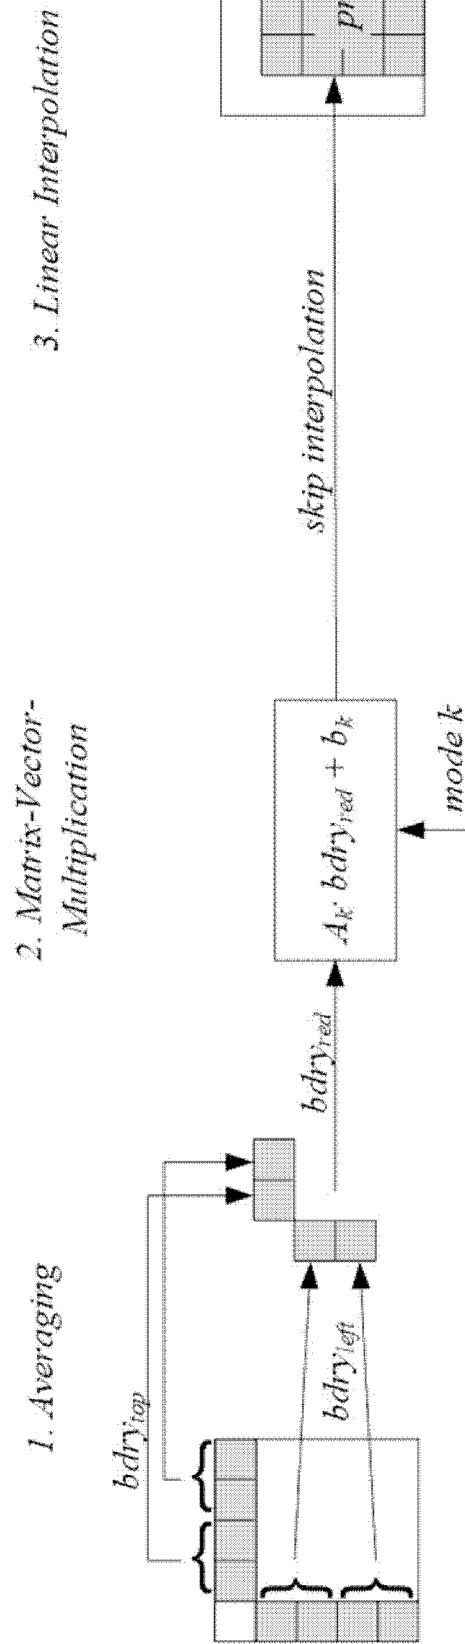 1. Averaging
2. Matrix-Vector-
Multiplication
3. Linear Interpolation
bdry_top
bdry_left
bdry_red
A_k · bdry_red + b_k
mode k
skip interpolation